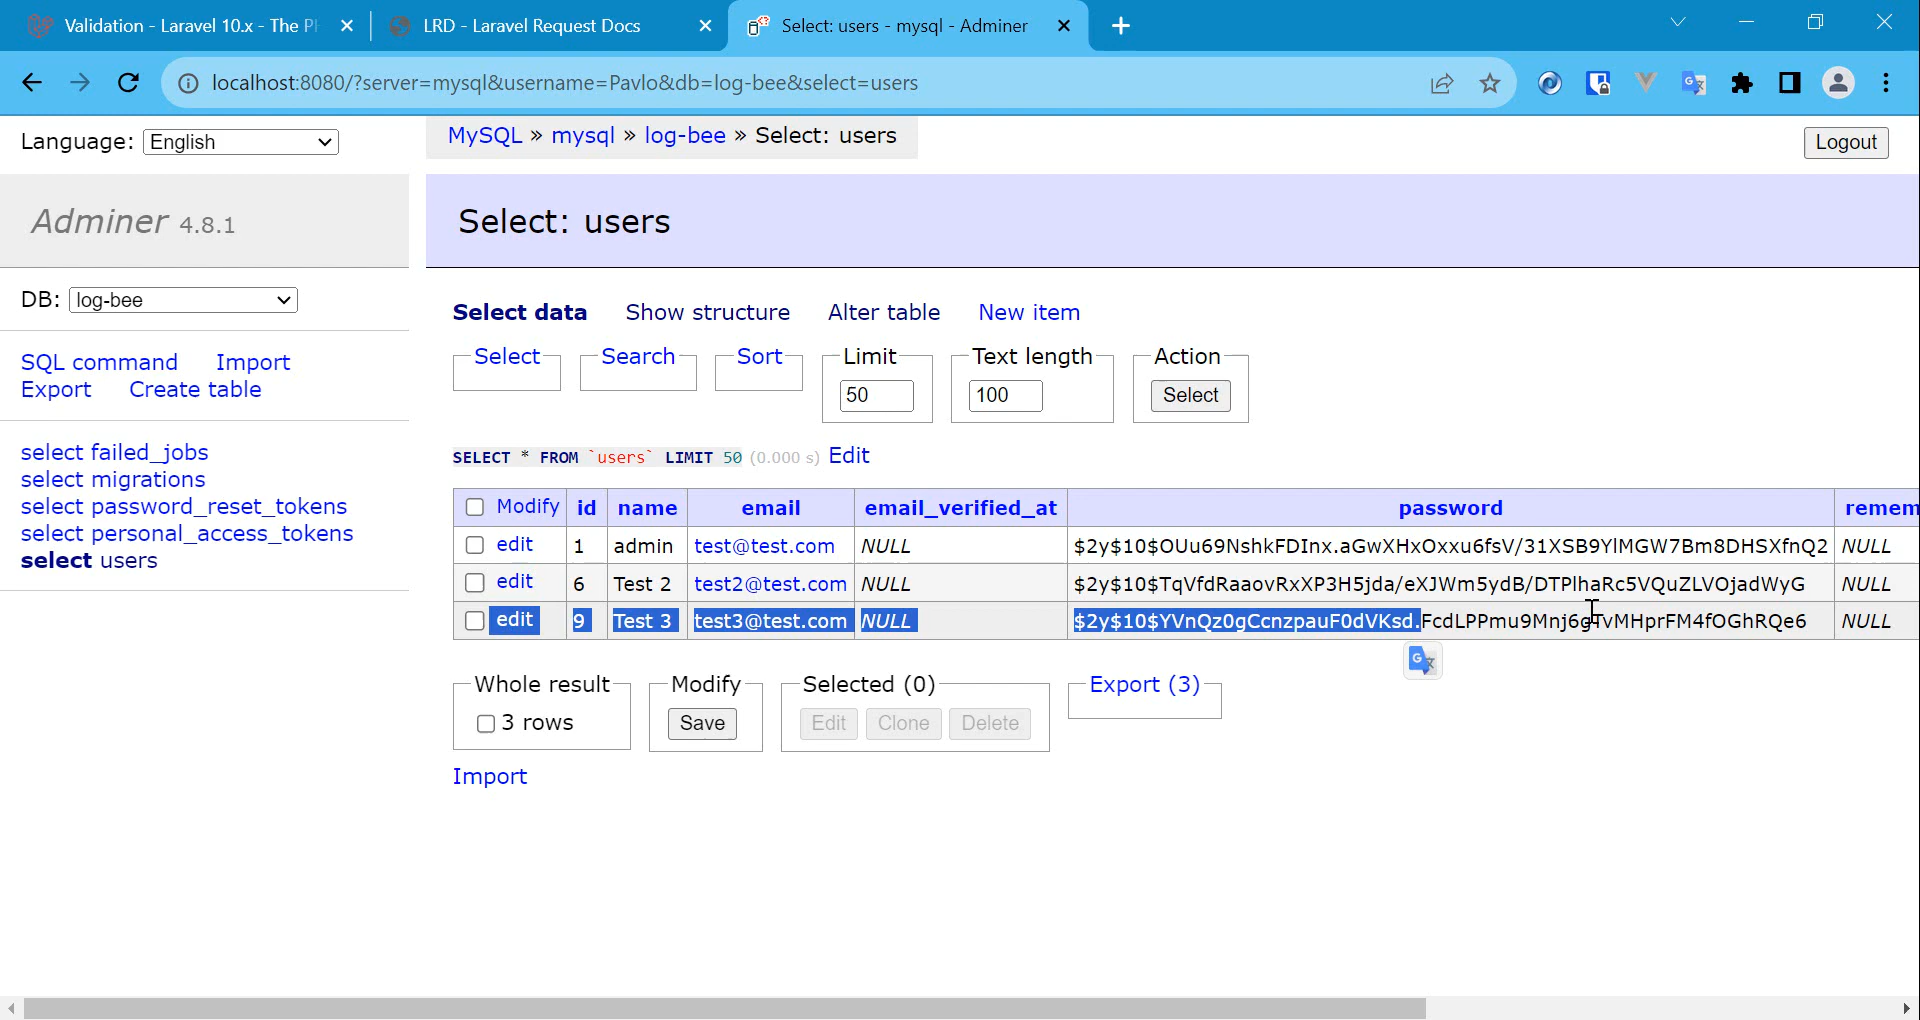 Validation - Laravel 10.x - The P
LRD - Laravel Request Docs
Select: users - mysql - Adminer
localhost:8080/?server=mysql&username=Pavlo&db=log-bee&select=users
Language: English
MySQL » mysql » log-bee » Select: users
Logout
Adminer 4.8.1
Select: users
DB: log-bee
SQL command Import
Export Create table
select failed_jobs
select migrations
select password_reset_tokens
select personal_access_tokens
select users
Select data Show structure Alter table New item
Select Search Sort Limit Text length Action
50 100 Select
SELECT * FROM `users` LIMIT 50 (0.000 s) Edit
Modify id name email email_verified_at password remem
edit 1 admin test@test.com NULL $2y$10$OUu69NshkFDInx.aGwXHxOxxu6fsV/31XSB9YlMGW7Bm8DHSXfnQ2 NULL
edit 6 Test 2 test2@test.com NULL $2y$10$TqVfdRaaovRxXP3H5jda/eXJWm5ydB/DTPlhaRc5VQuZLVOjadWyG NULL
edit 9 Test 3 test3@test.com NULL $2y$10$YVnQz0gCcnzpauF0dVKsd.FcdLPPmu9Mnj6gTvMHprFM4fOGhRQe6 NULL
Whole result Modify Selected (0) Export (3)
3 rows Save Edit Clone Delete
Import